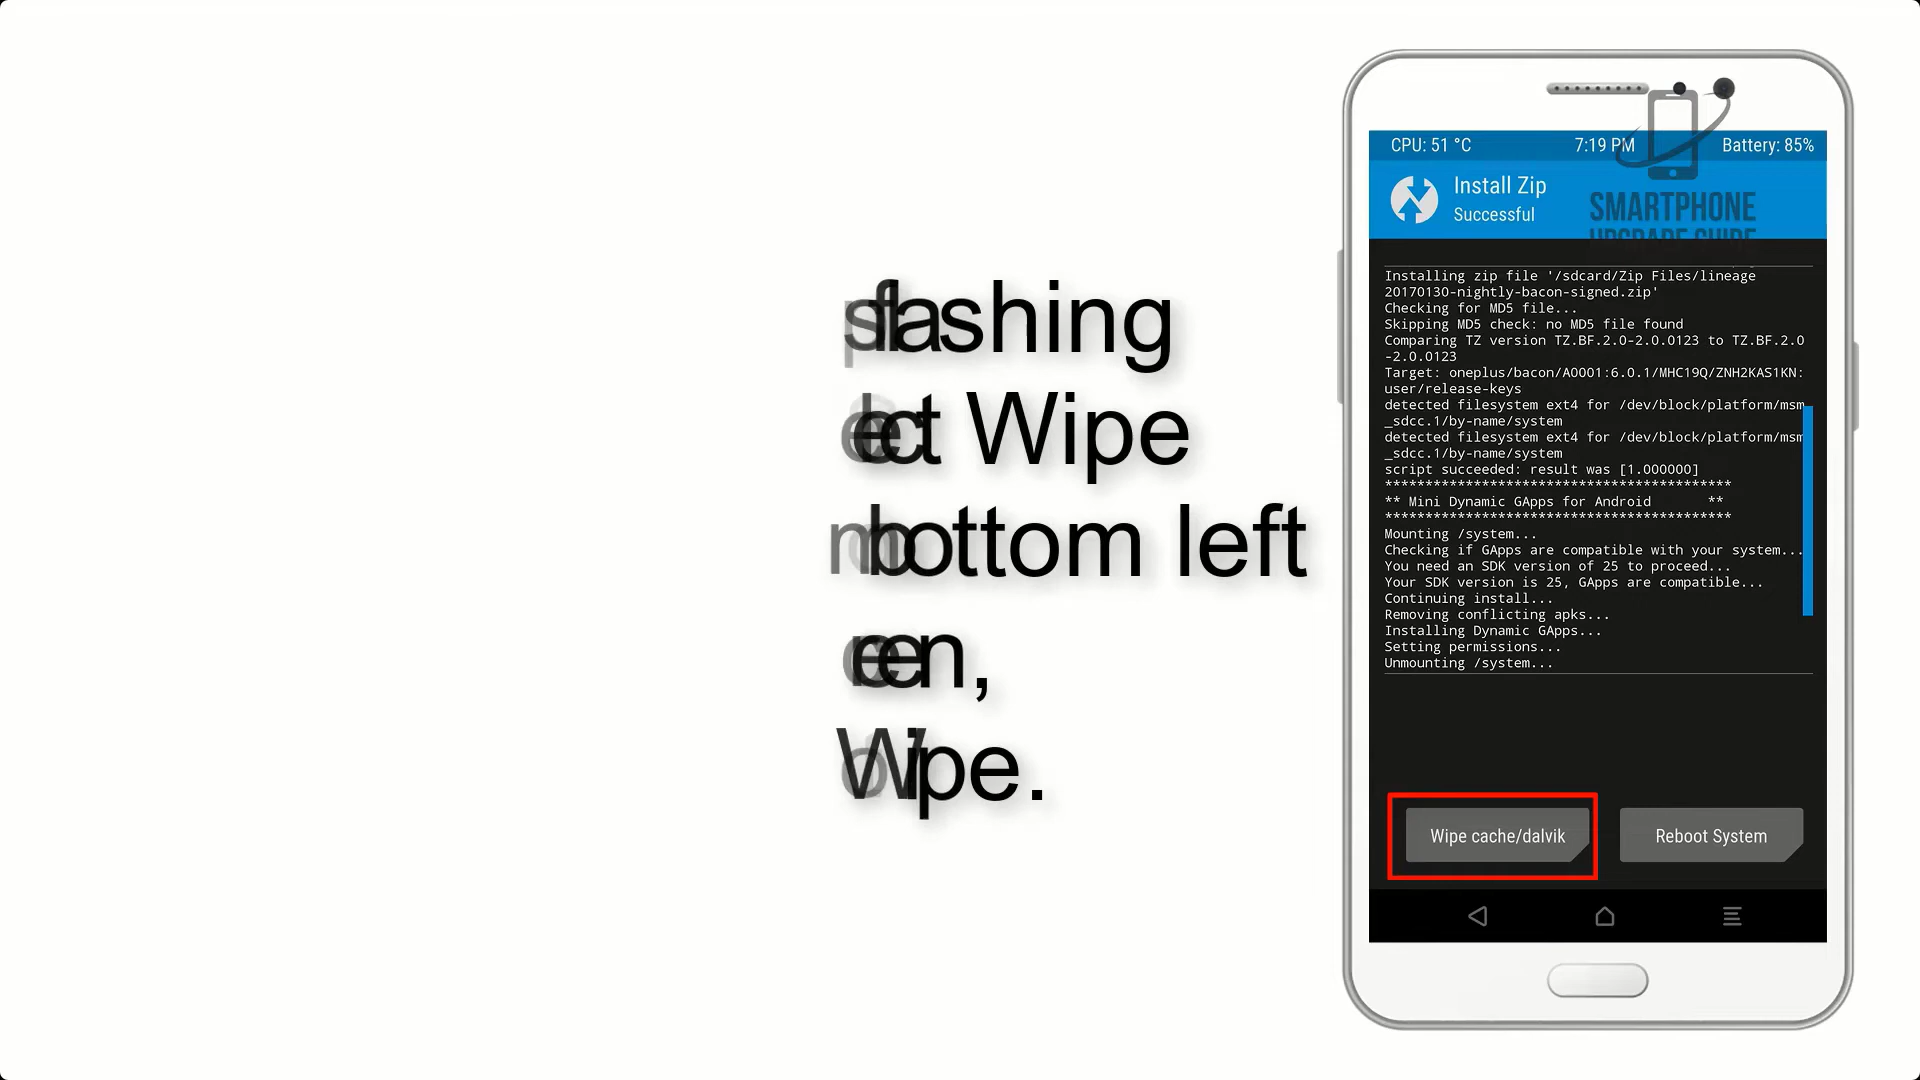 flashing
ect Wipe
bottom left
een,
Wipe.
CPU: 51 °C
7:19 PM
Battery: 85%
Install Zip
Successful
SMARTPHONE
UPGRADE GUIDE
Installing zip file '/sdcard/Zip Files/lineage
20170130-nightly-bacon-signed.zip'
Checking for MD5 file...
Skipping MD5 check: no MD5 file found
Comparing TZ version TZ.BF.2.0-2.0.0123 to TZ.BF.2.0
-2.0.0123
Target: oneplus/bacon/A0001:6.0.1/MHC19Q/ZNH2KAS1KN:
user/release-keys
detected filesystem ext4 for /dev/block/platform/msm
_sdcc.1/by-name/system
detected filesystem ext4 for /dev/block/platform/msm
_sdcc.1/by-name/system
script succeeded: result was [1.000000]
*******************************************
** Mini Dynamic GApps for Android **
*******************************************
Mounting /system...
Checking if GApps are compatible with your system...
You need an SDK version of 25 to proceed...
Your SDK version is 25, GApps are compatible...
Continuing install...
Removing conflicting apks...
Installing Dynamic GApps...
Setting permissions...
Unmounting /system...
Wipe cache/dalvik
Reboot System